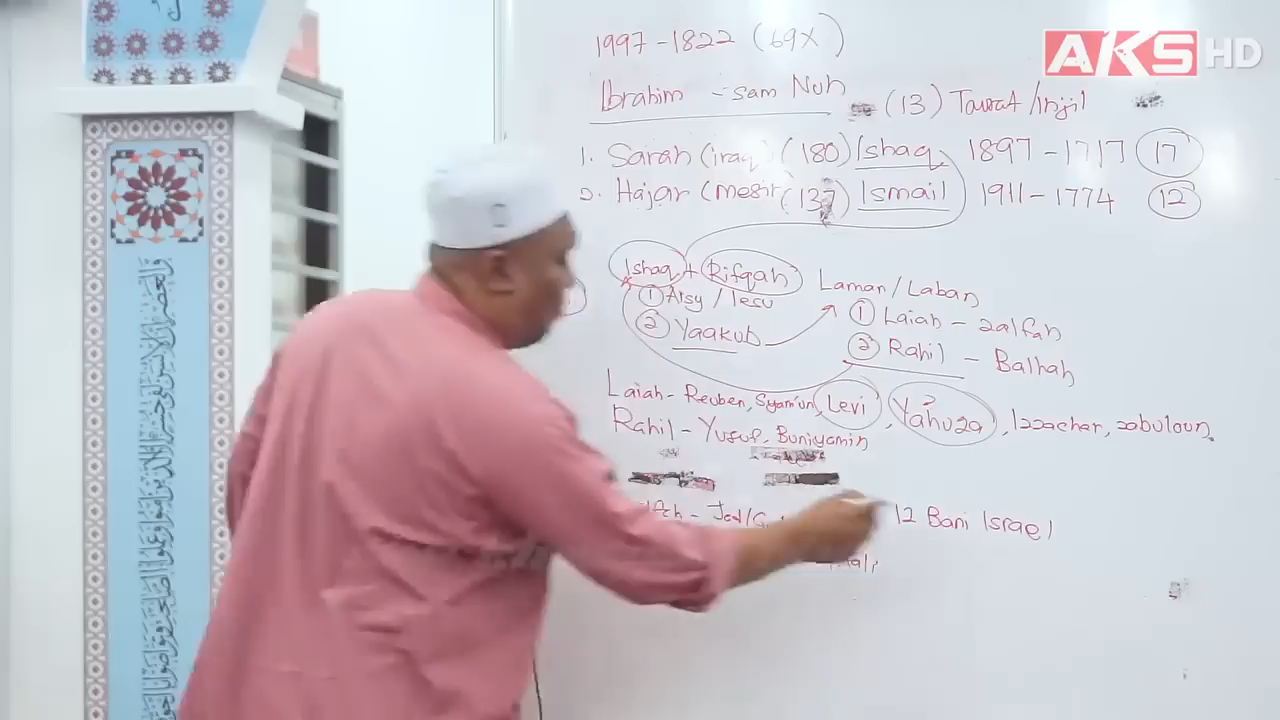 AKS HD
1997-1822 (69X)
Ibrahim - sam Nuh
(13) Tawrat/Injil
1. Sarah (iraq) (180) Ishaq 1897-1717 17
2. Hajar (mesir (137) Ismail 1911-1774 12
Ishaq + Rifqah
Laman/Laban
1 Aisy / Iesu
1 Laiah - zalfah
2 Yaakub
2 Rahil - Balhah
Laiah - Reuben, Syam'un, Levi, Yahuza, Izzachar, zabuloun.
Rahil - Yusuf, Buniyamin
12 Bani Israel